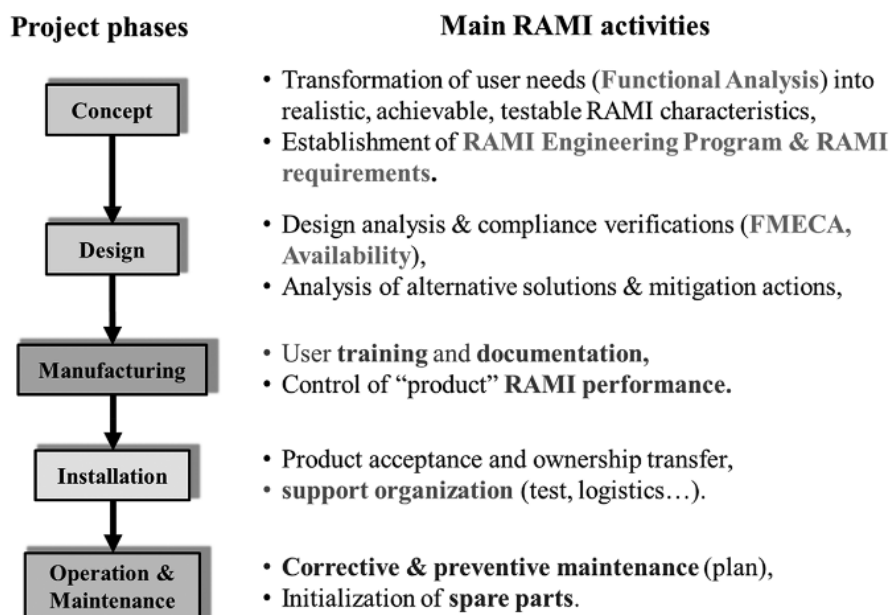 Project phases
Main RAMI activities
Concept
• Transformation of user needs (Functional Analysis) into
realistic, achievable, testable RAMI characteristics,
• Establishment of RAMI Engineering Program & RAMI
requirements.
Design
• Design analysis & compliance verifications (FMECA,
Availability),
• Analysis of alternative solutions & mitigation actions,
Manufacturing
• User training and documentation,
• Control of “product” RAMI performance.
Installation
• Product acceptance and ownership transfer,
• support organization (test, logistics…).
Operation &
Maintenance
• Corrective & preventive maintenance (plan),
• Initialization of spare parts.